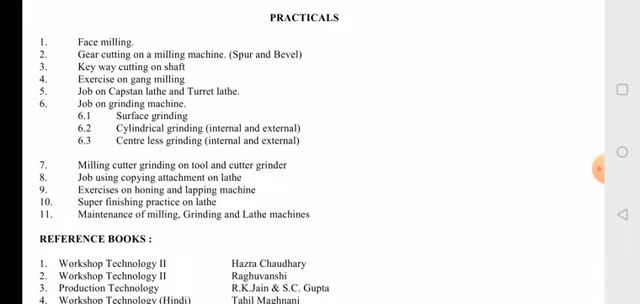 PRACTICALS
1. Face milling.
2. Gear cutting on a milling machine. (Spur and Bevel)
3. Key way cutting on shaft
4. Exercise on gang milling
5. Job on Capstan lathe and Turret lathe.
6. Job on grinding machine.
6.1 Surface grinding
6.2 Cylindrical grinding (internal and external)
6.3 Centre less grinding (internal and external)
7. Milling cutter grinding on tool and cutter grinder
8. Job using copying attachment on lathe
9. Exercises on honing and lapping machine
10. Super finishing practice on lathe
11. Maintenance of milling, Grinding and Lathe machines
REFERENCE BOOKS :
1. Workshop Technology II Hazra Chaudhary
2. Workshop Technology II Raghuvanshi
3. Production Technology R.K.Jain & S.C. Gupta
4. Workshop Technology (Hindi) Tahil Maghnani